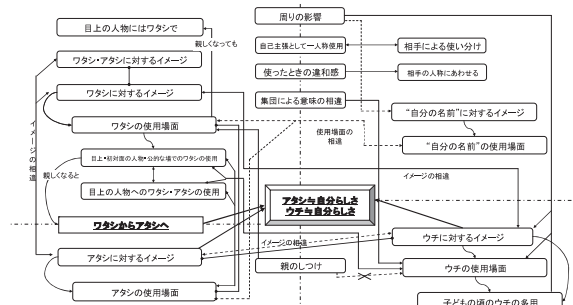 目上の人物にはワタシで
親しくなっても
ワタシ・アタシに対するイメージ
ワタシに対するイメージ
ワタシの使用場面
目上・初対面の人物・公的な場でのワタシの使用
イメージの相違
親しくなると
目上の人物へのワタシ・アタシの使用
ワタシからアタシへ
アタシに対するイメージ
アタシの使用場面
周りの影響
自己主張として一人称使用
相手による使い分け
使ったときの違和感
相手の人称にあわせる
集団による意味の相違
“自分の名前”に対するイメージ
使用場面の
相違
“自分の名前”の使用場面
イメージの相違
アタシ≒自分らしさ
ウチ≒自分らしさ
イメージの相違
ウチに対するイメージ
親のしつけ
ウチの使用場面
子どもの頃のウチの多用